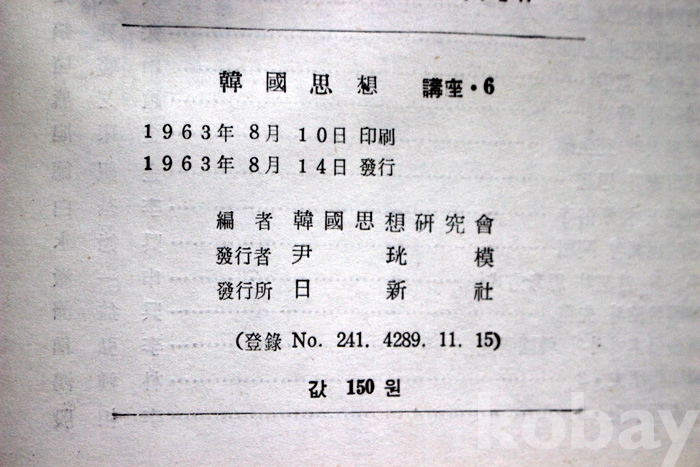 韓國思想 講座·6
1963年 8月 10日 印刷
1963年 8月 14日 發行
編者 韓國思想研究會
發行者 尹珖模
發行所 日新社
(登錄 No. 241. 4289. 11. 15)
값 150 원
kobay